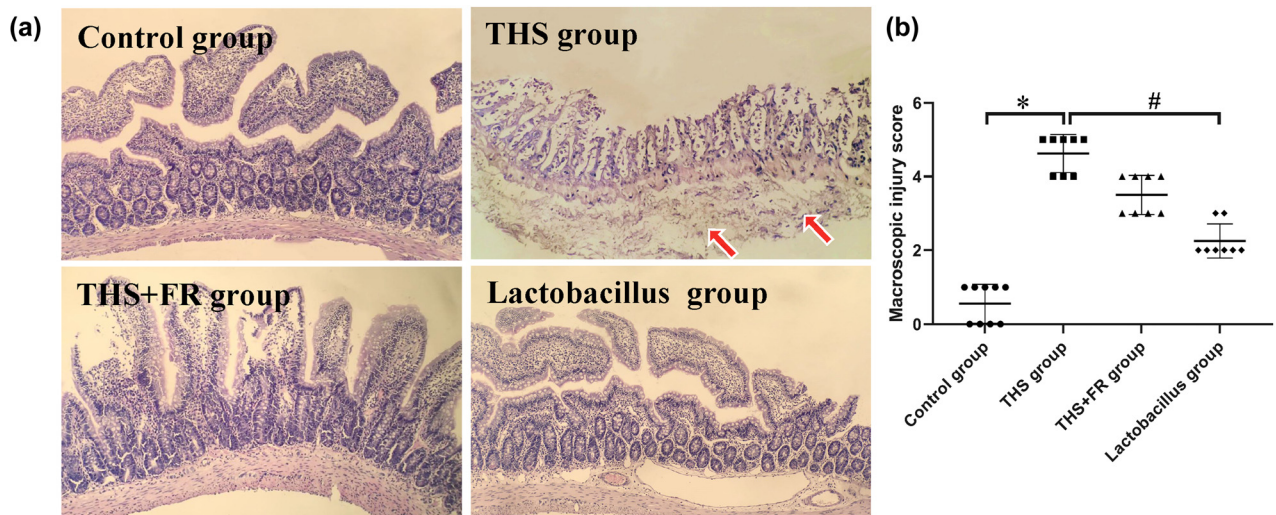 (a)
Control group
THS group
THS+FR group
Lactobacillus group
(b)
Macroscopic injury score
6
4
2
0
*
#
Control group
THS group
THS+FR group
Lactobacillus group